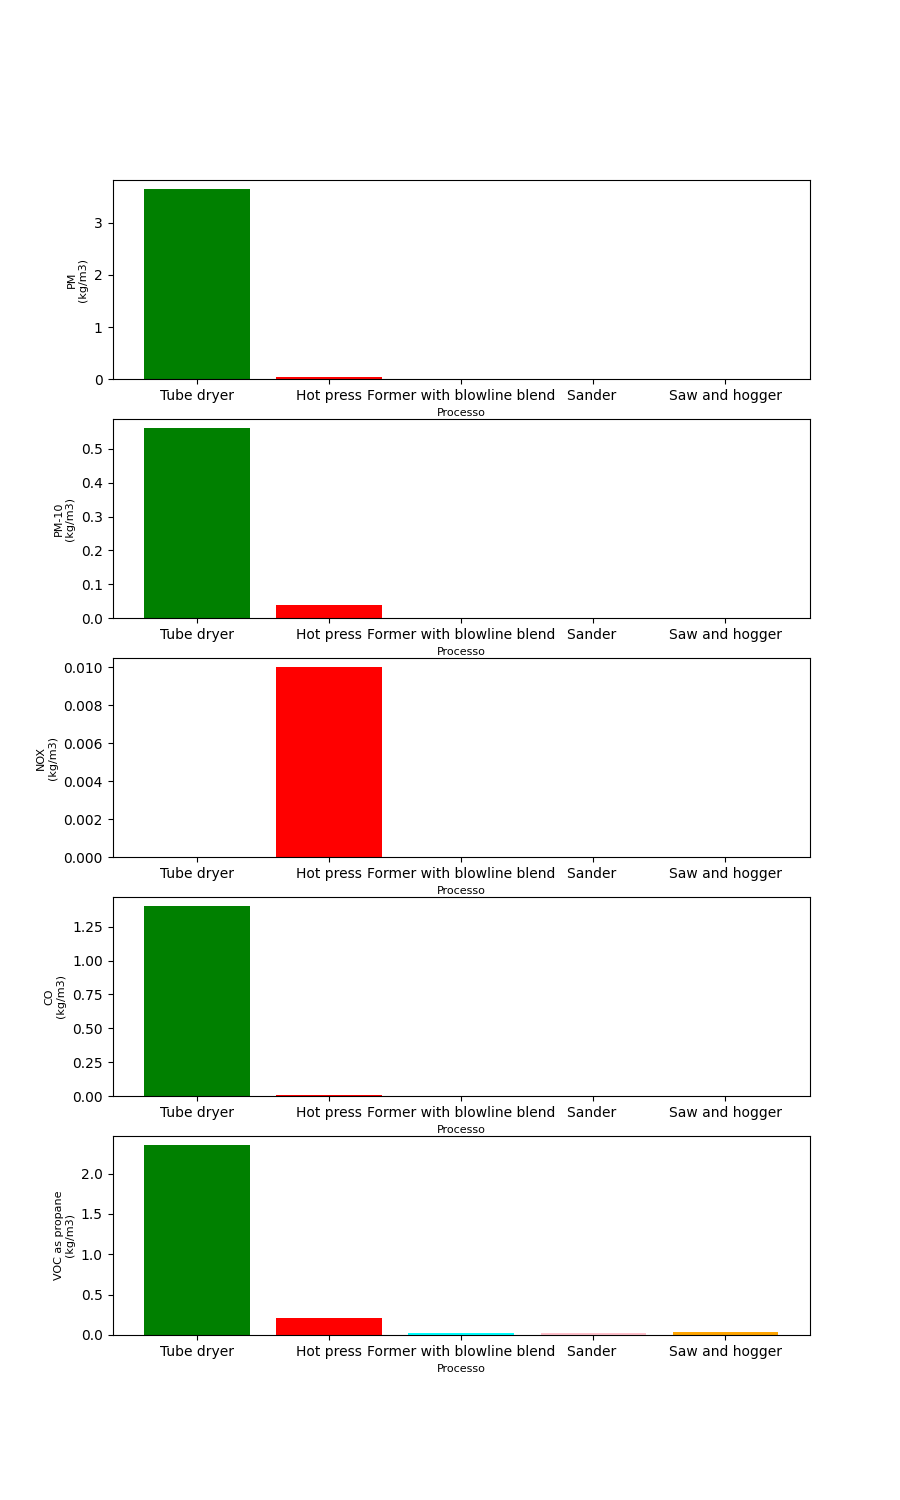 3
2
1
0
PM
(kg/m3)
Tube dryer Hot press Former with blowline blend Sander Saw and hogger
Processo
0.5
0.4
0.3
0.2
0.1
0.0
PM-10
(kg/m3)
Tube dryer Hot press Former with blowline blend Sander Saw and hogger
Processo
0.010
0.008
0.006
0.004
0.002
0.000
NOX
(kg/m3)
Tube dryer Hot press Former with blowline blend Sander Saw and hogger
Processo
1.25
1.00
0.75
0.50
0.25
0.00
CO
(kg/m3)
Tube dryer Hot press Former with blowline blend Sander Saw and hogger
Processo
2.0
1.5
1.0
0.5
0.0
VOC as propane
(kg/m3)
Tube dryer Hot press Former with blowline blend Sander Saw and hogger
Processo